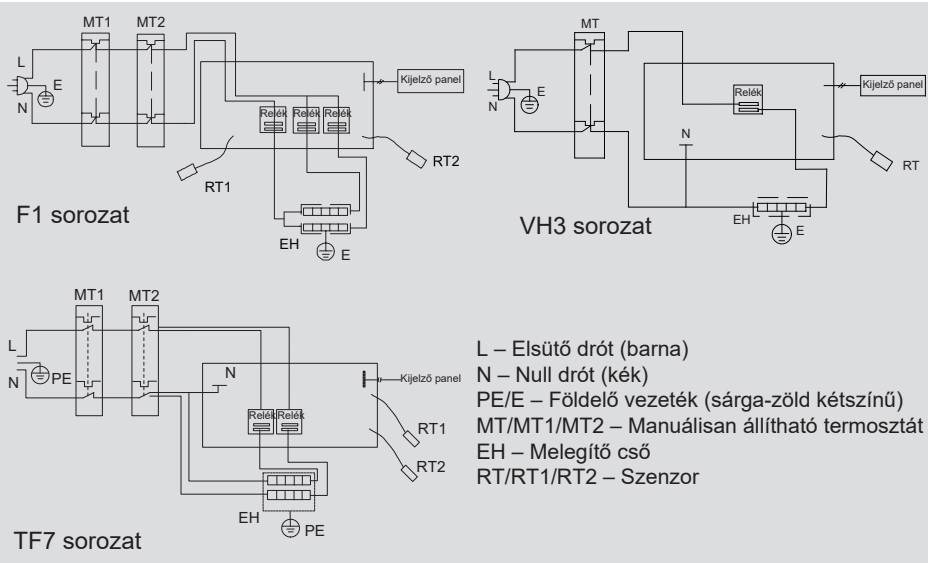 MT1 MT2
L
E
N
Kijelző panel
Relék Relék Relék
RT1
RT2
EH
E
F1 sorozat
MT
L
E
N
Kijelző panel
Relék
N
RT
EH
E
VH3 sorozat
MT1 MT2
L
N
PE
N
Kijelző panel
Relék Relék
RT1
RT2
EH
PE
TF7 sorozat
L – Elsütő drót (barna)
N – Null drót (kék)
PE/E – Földelő vezeték (sárga-zöld kétszínű)
MT/MT1/MT2 – Manuálisan állítható termosztát
EH – Melegítő cső
RT/RT1/RT2 – Szenzor